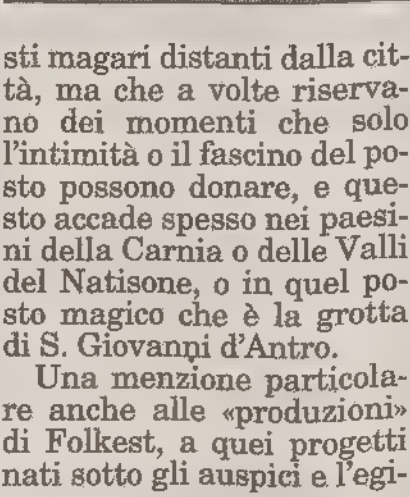 sti magari distanti dalla cit-
tà, ma che a volte riserva-
no dei momenti che solo
l'intimità o il fascino del po-
sto possono donare, e que-
sto accade spesso nei paesi-
ni della Carnia o delle Valli
del Natisone, o in quel po-
sto magico che è la grotta
di S. Giovanni d'Antro.
Una menzione particola-
re anche alle «produzioni»
di Folkest, a quei progetti
nati sotto gli auspici e l'egi-